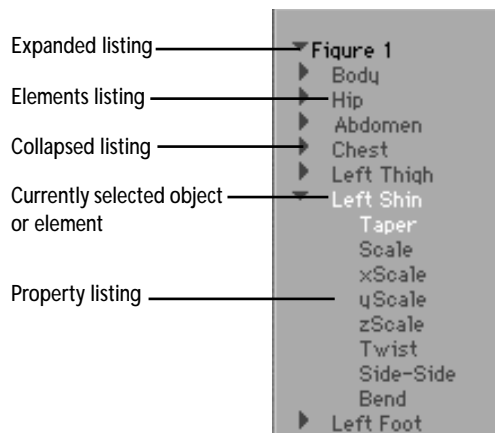 Expanded listing
Figure 1
Body
Elements listing
Hip
Abdomen
Collapsed listing
Chest
Left Thigh
Currently selected object
or element
Left Shin
Taper
Scale
xScale
Property listing
yScale
zScale
Twist
Side-Side
Bend
Left Foot